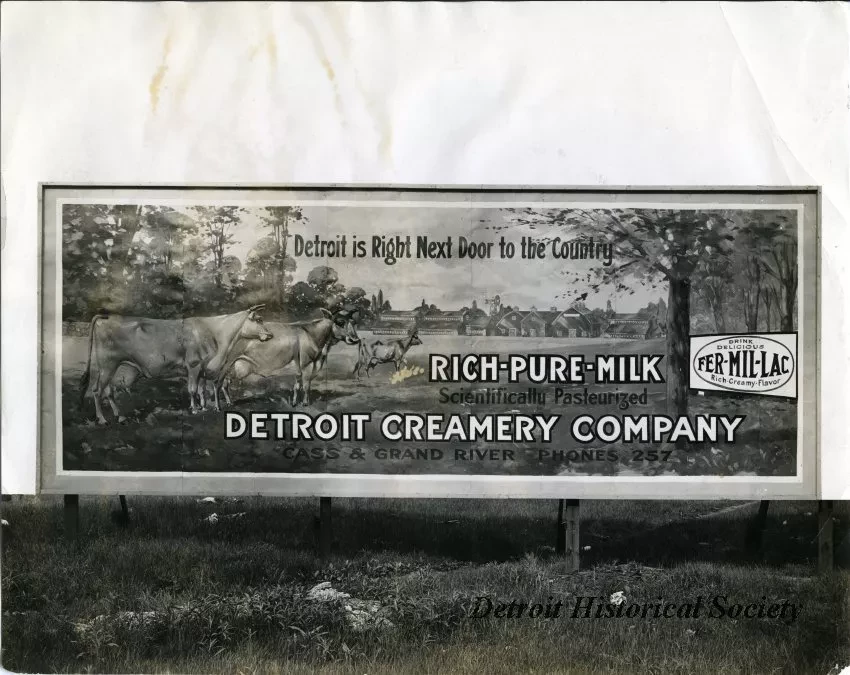 Detroit is Right Next Door to the Country
RICH-PURE-MILK
Scientifically Pasteurized
DETROIT CREAMERY COMPANY
CASS & GRAND RIVER PHONES 257
DRINK
DELICIOUS
FER-MIL-LAC
Rich-Creamy-Flavor
Detroit Historical Society